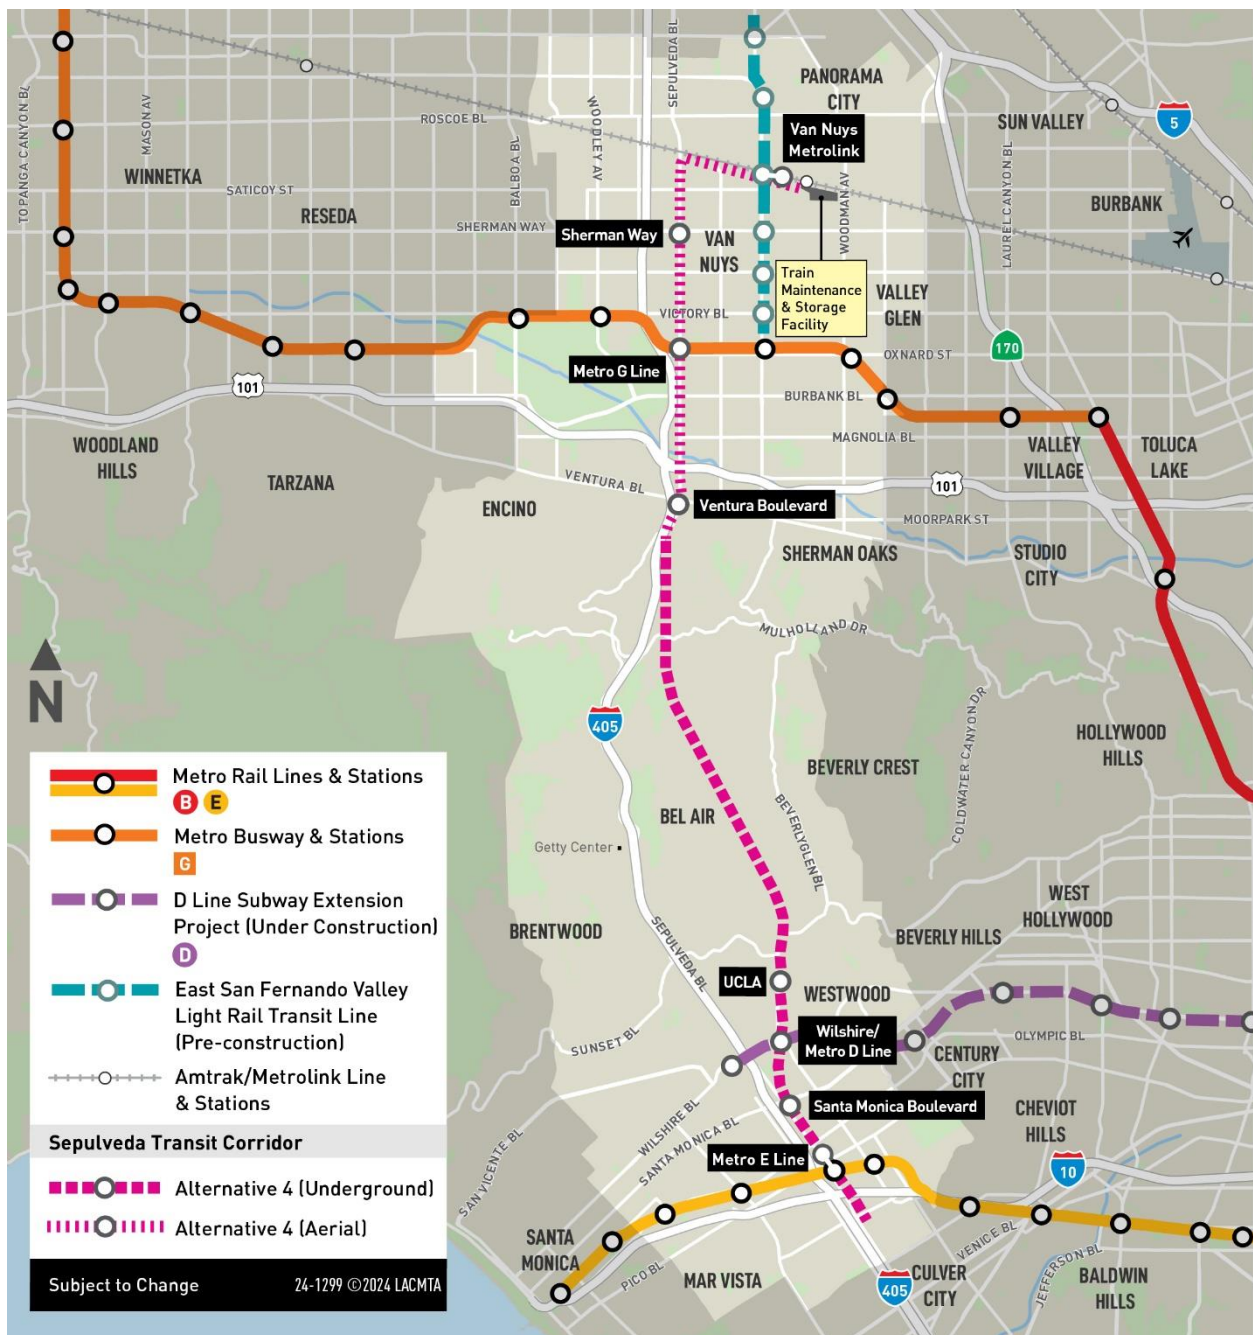 SEPULVEDA BL
PANORAMA
CITY
TOPANGA CANYON BL
MASON AV
ROSCOE BL
WOODLEY AV
BALBOA BL
Van Nuys
Metrolink
SUN VALLEY
5
LAUREL CANYON BL
WINNETKA
SATICOY ST
RESEDA
SHERMAN WAY
Sherman Way
VAN
NUYS
WOODMAN AV
BURBANK
Train
Maintenance
& Storage
Facility
VALLEY
GLEN
VICTORY BL
Metro G Line
OXNARD ST
170
101
BURBANK BL
MAGNOLIA BL
WOODLAND
HILLS
TARZANA
VENTURA BL
ENCINO
Ventura Boulevard
101
VALLEY
VILLAGE
TOLUCA
LAKE
MOORPARK ST
SHERMAN OAKS
STUDIO
CITY
MULHOLLAND DR
N
405
COLDWATER CANYON DR
HOLLYWOOD
HILLS
BEVERLY CREST
BEL AIR
BEVERLYGLEN BL
Getty Center
WEST
HOLLYWOOD
BRENTWOOD
BEVERLY HILLS
SEPULVEDA BL
UCLA
WESTWOOD
Wilshire/
Metro D Line
SUNSET BL
OLYMPIC BL
CENTURY
CITY
Santa Monica Boulevard
CHEVIOT
HILLS
WILSHIRE BL
SANTA MONICA BL
SAN VICENTE BL
Metro E Line
10
SANTA
MONICA
PICO BL
MAR VISTA
VENICE BL
JEFFERSON BL
405
CULVER
CITY
BALDWIN
HILLS
Metro Rail Lines & Stations
B E
Metro Busway & Stations
G
D Line Subway Extension
Project (Under Construction)
D
East San Fernando Valley
Light Rail Transit Line
(Pre-construction)
Amtrak/Metrolink Line
& Stations
Sepulveda Transit Corridor
Alternative 4 (Underground)
Alternative 4 (Aerial)
Subject to Change
24-1299 ©2024 LACMTA